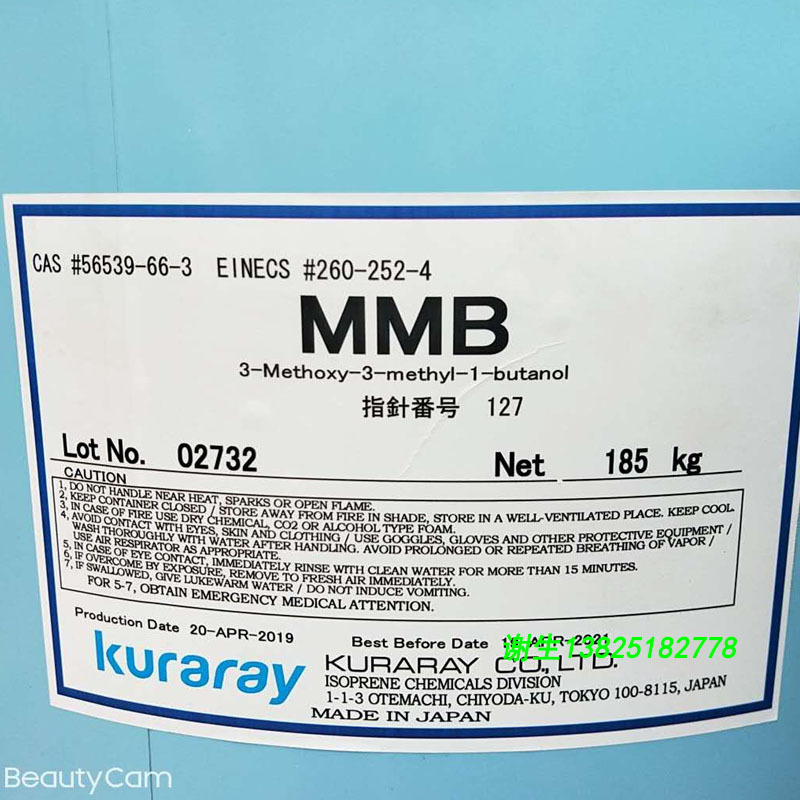 CAS #56539-66-3 EINECS #260-252-4
MMB
3-Methoxy-3-methyl-1-butanol
指針番号 127
Lot No. 02732 Net 185 kg
CAUTION
1, DO NOT HANDLE NEAR HEAT, SPARKS OR OPEN FLAME.
2, KEEP CONTAINER CLOSED / STORE AWAY FROM FIRE IN SHADE, STORE IN A WELL-VENTILATED PLACE. KEEP COOL
3, IN CASE OF FIRE USE DRY CHEMICAL, CO2 OR ALCOHOL TYPE FOAM.
4, AVOID CONTACT WITH EYES, SKIN AND CLOTHING / USE GOGGLES, GLOVES AND OTHER PROTECTIVE EQUIPMENT /
WASH THOROUGHLY WITH WATER AFTER HANDLING. AVOID PROLONGED OR REPEATED BREATHING OF VAPOR /
USE AIR RESPIRATOR AS APPROPRIATE.
5, IN CASE OF EYE CONTACT, IMMEDIATELY RINSE WITH CLEAN WATER FOR MORE THAN 15 MINUTES.
6, IF OVERCOME BY EXPOSURE, REMOVE TO FRESH AIR IMMEDIATELY.
7, IF SWALLOWED, GIVE LUKEWARM WATER / DO NOT INDUCE VOMITING.
FOR 5-7, OBTAIN EMERGENCY MEDICAL ATTENTION.
Production Date 20-APR-2019 Best Before Date APR-2021
谢生13825182778
kuraray
KURARAY CO., LTD.
ISOPRENE CHEMICALS DIVISION
1-1-3 OTEMACHI, CHIYODA-KU, TOKYO 100-8115, JAPAN
MADE IN JAPAN
BeautyCam